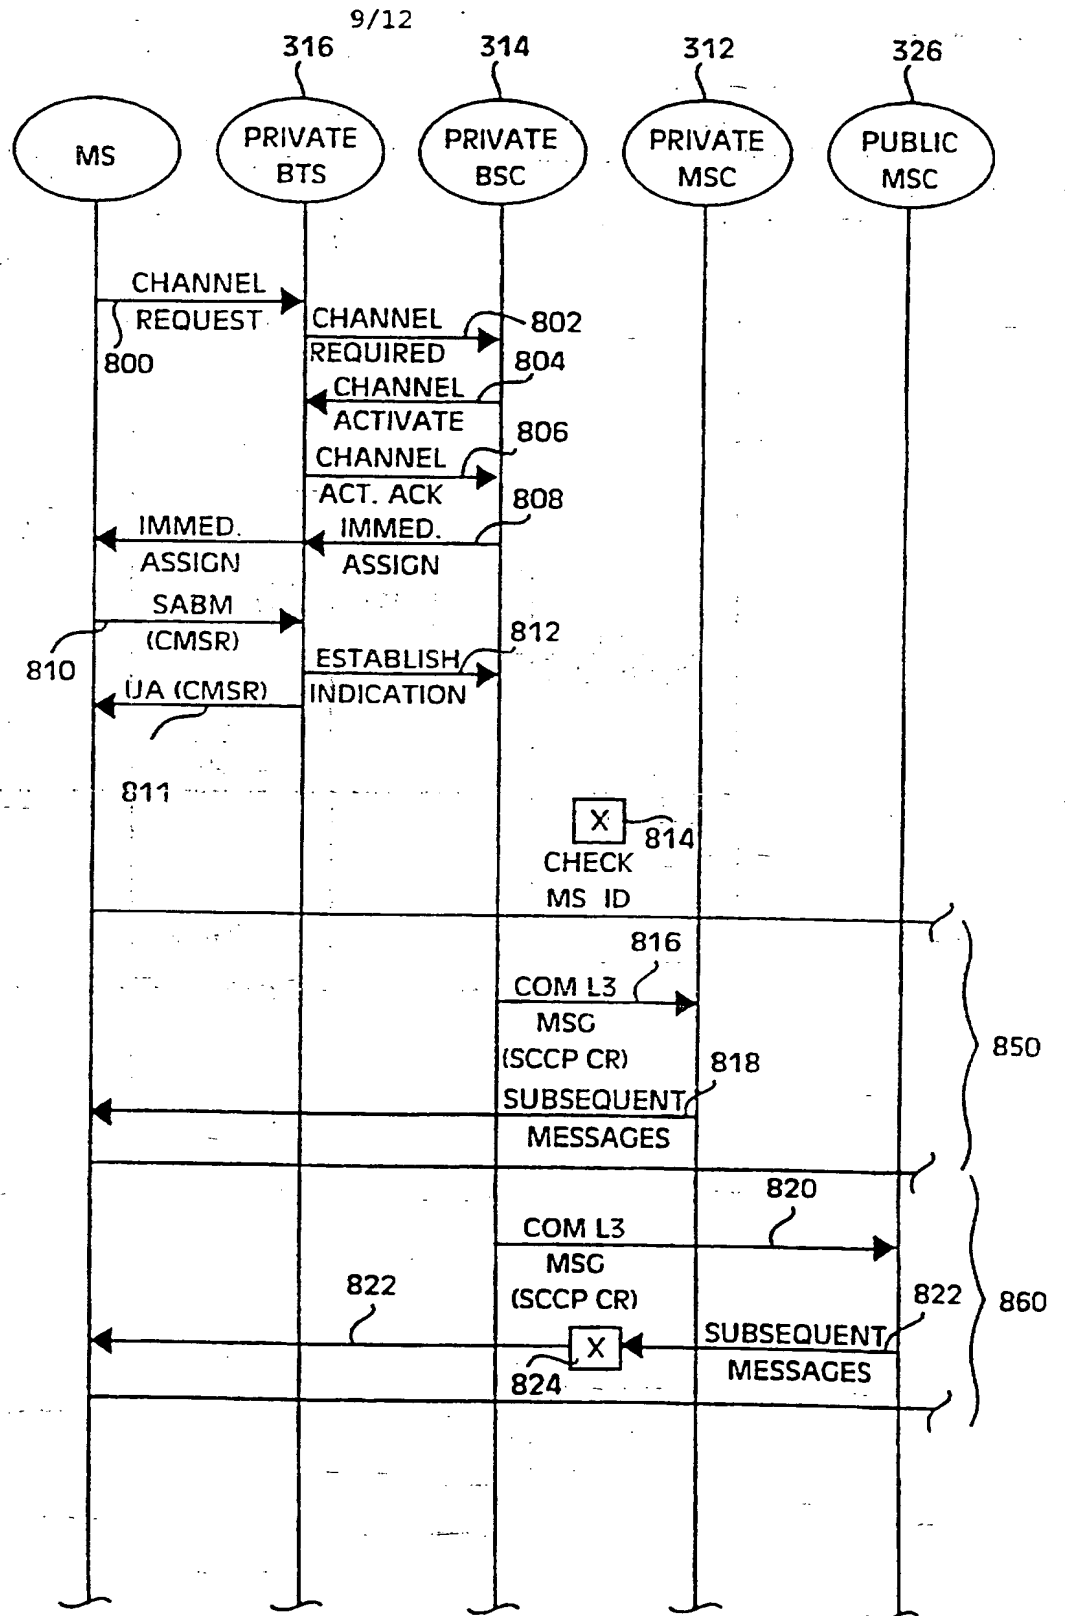 9/12
316
314
312
326
MS
PRIVATE
BTS
PRIVATE
BSC
PRIVATE
MSC
PUBLIC
MSC
CHANNEL
REQUEST
800
CHANNEL
REQUIRED
802
804
CHANNEL
ACTIVATE
806
CHANNEL
ACT. ACK
808
IMMED.
ASSIGN
IMMED.
ASSIGN
SABM
(CMSR)
810
812
ESTABLISH
INDICATION
UA (CMSR)
811
X
814
CHECK
MS ID
816
COM L3
MSG
(SCCP CR)
850
818
SUBSEQUENT
MESSAGES
820
COM L3
MSG
(SCCP CR)
822
822
860
SUBSEQUENT
MESSAGES
X
824